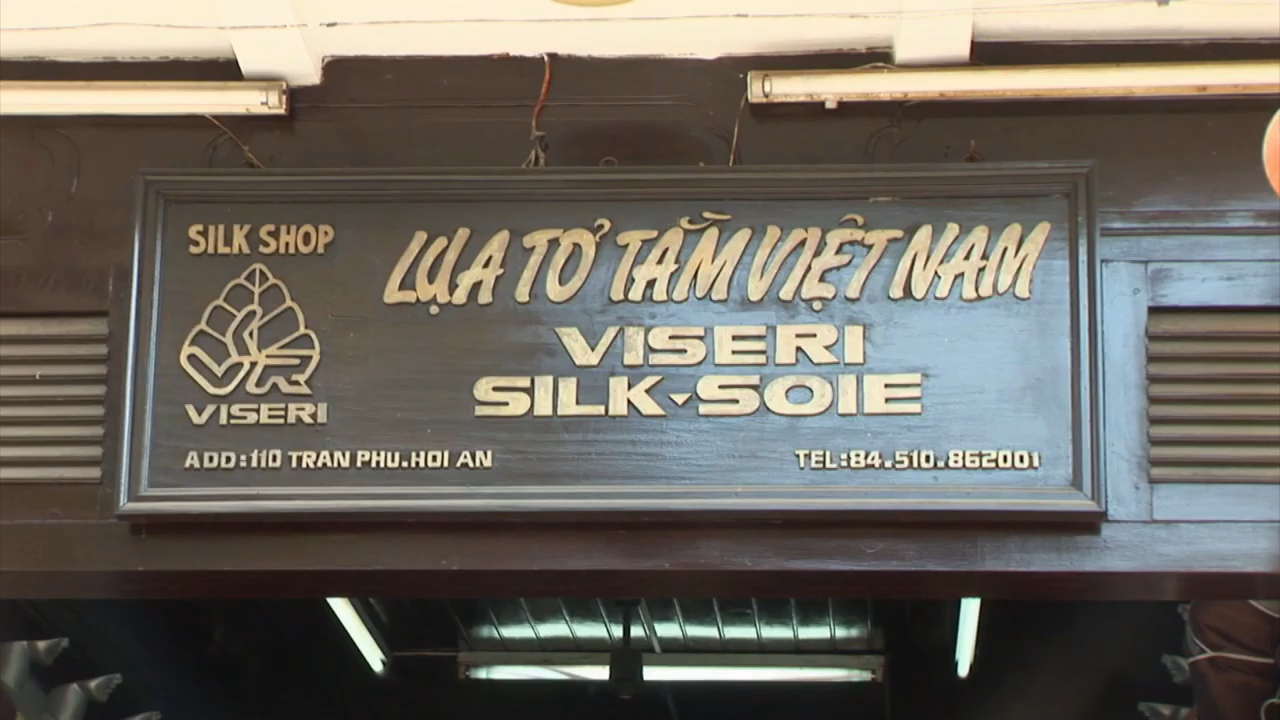 SILK SHOP
VISERI
LỤA TƠ TẰM VIỆT NAM
VISERI
SILK-SOIE
ADD:110 TRAN PHU.HOI AN
TEL:84.510.862001